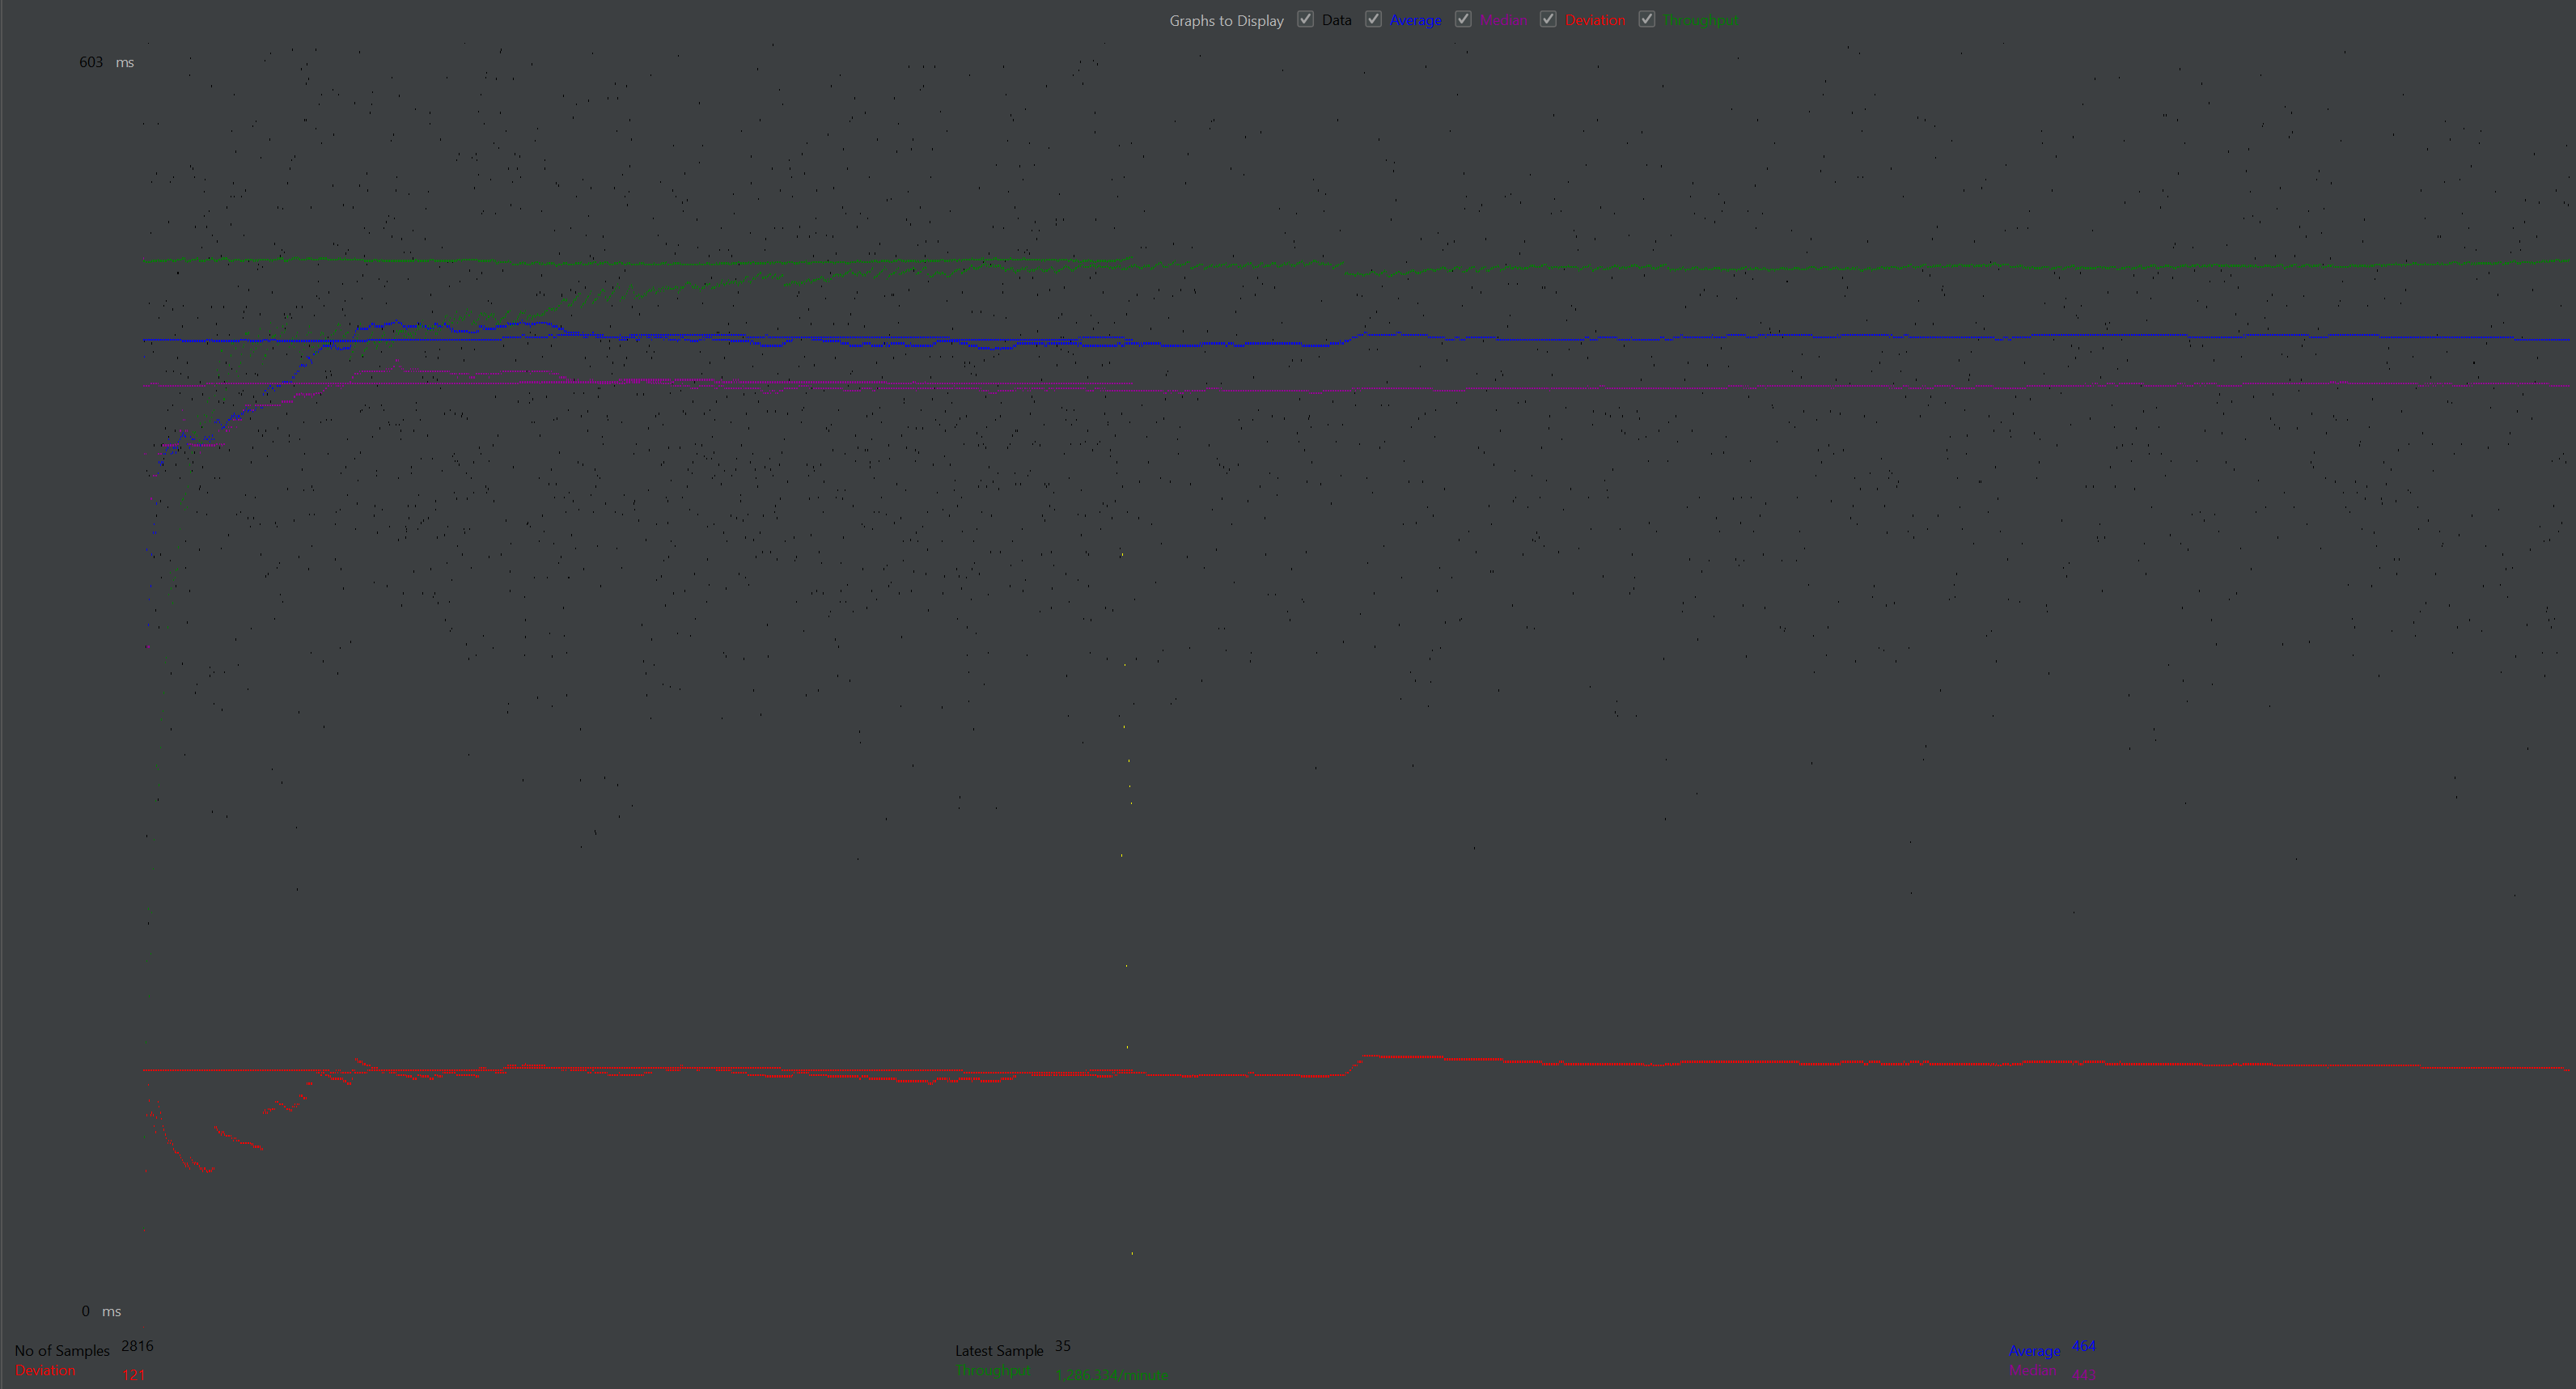 Graphs to Display Data Average Median Deviation Throughput
603 ms
0 ms
No of Samples 2816 Latest Sample 35 Average 464
Deviation 121 Throughput 1.286.334/minute Median